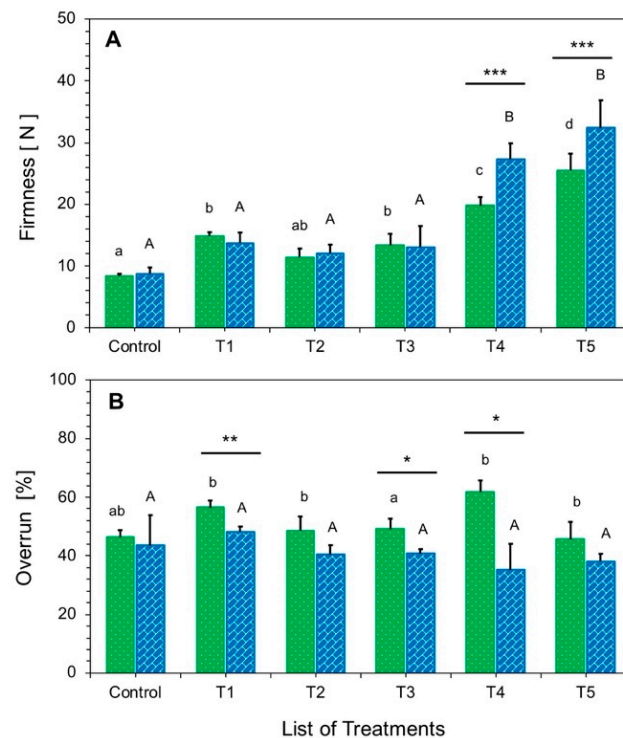 50
A
***
***
40
B
B
30
d
c
Firmness [ N ]
20
b A
b A
ab A
10
a A
0
Control T1 T2 T3 T4 T5
100
B
*
80
**
*
b
60
b
b
a
b
ab A
A
A
A
A
A
Overrun [%]
40
20
0
Control T1 T2 T3 T4 T5
List of Treatments